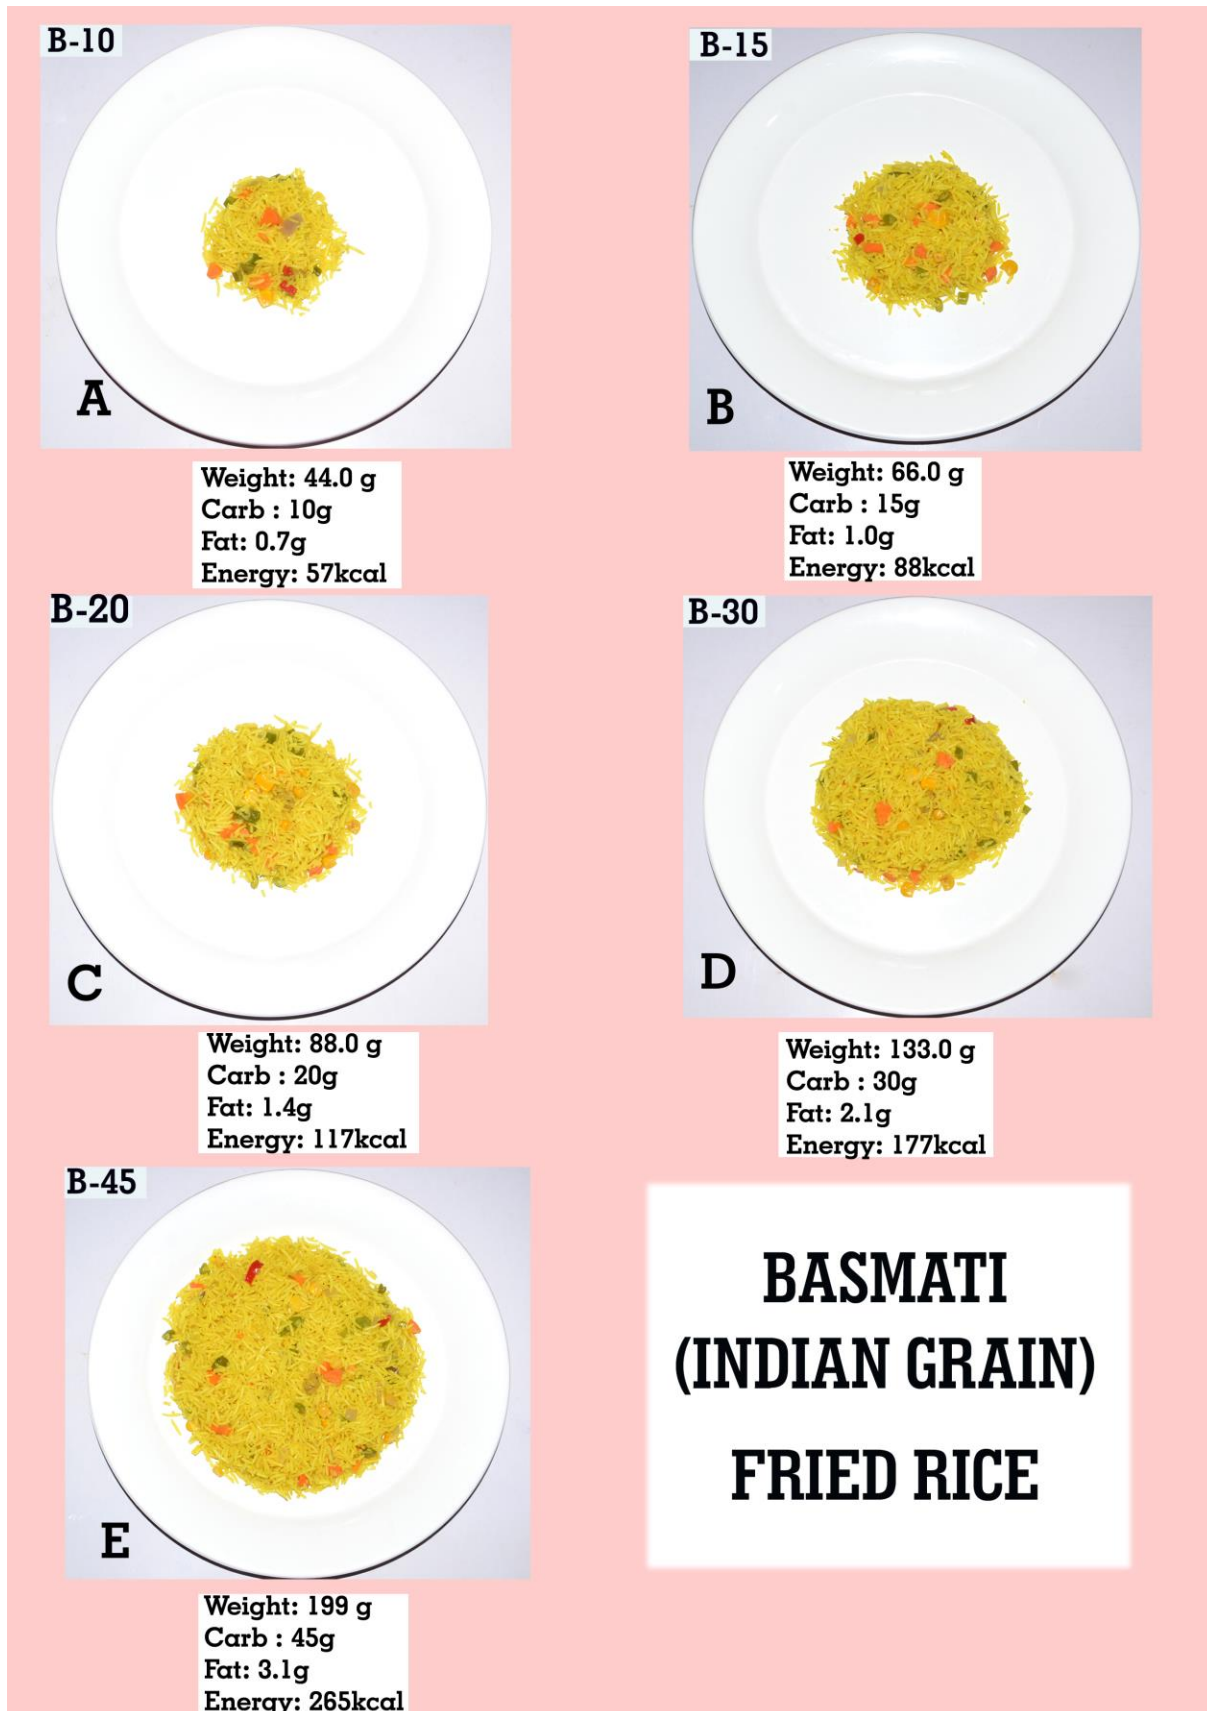 B-10
A
Weight: 44.0 g
Carb : 10g
Fat: 0.7g
Energy: 57kcal
B-15
B
Weight: 66.0 g
Carb : 15g
Fat: 1.0g
Energy: 88kcal
B-20
C
Weight: 88.0 g
Carb : 20g
Fat: 1.4g
Energy: 117kcal
B-30
D
Weight: 133.0 g
Carb : 30g
Fat: 2.1g
Energy: 177kcal
B-45
E
Weight: 199 g
Carb : 45g
Fat: 3.1g
Energy: 265kcal
BASMATI
(INDIAN GRAIN)
FRIED RICE